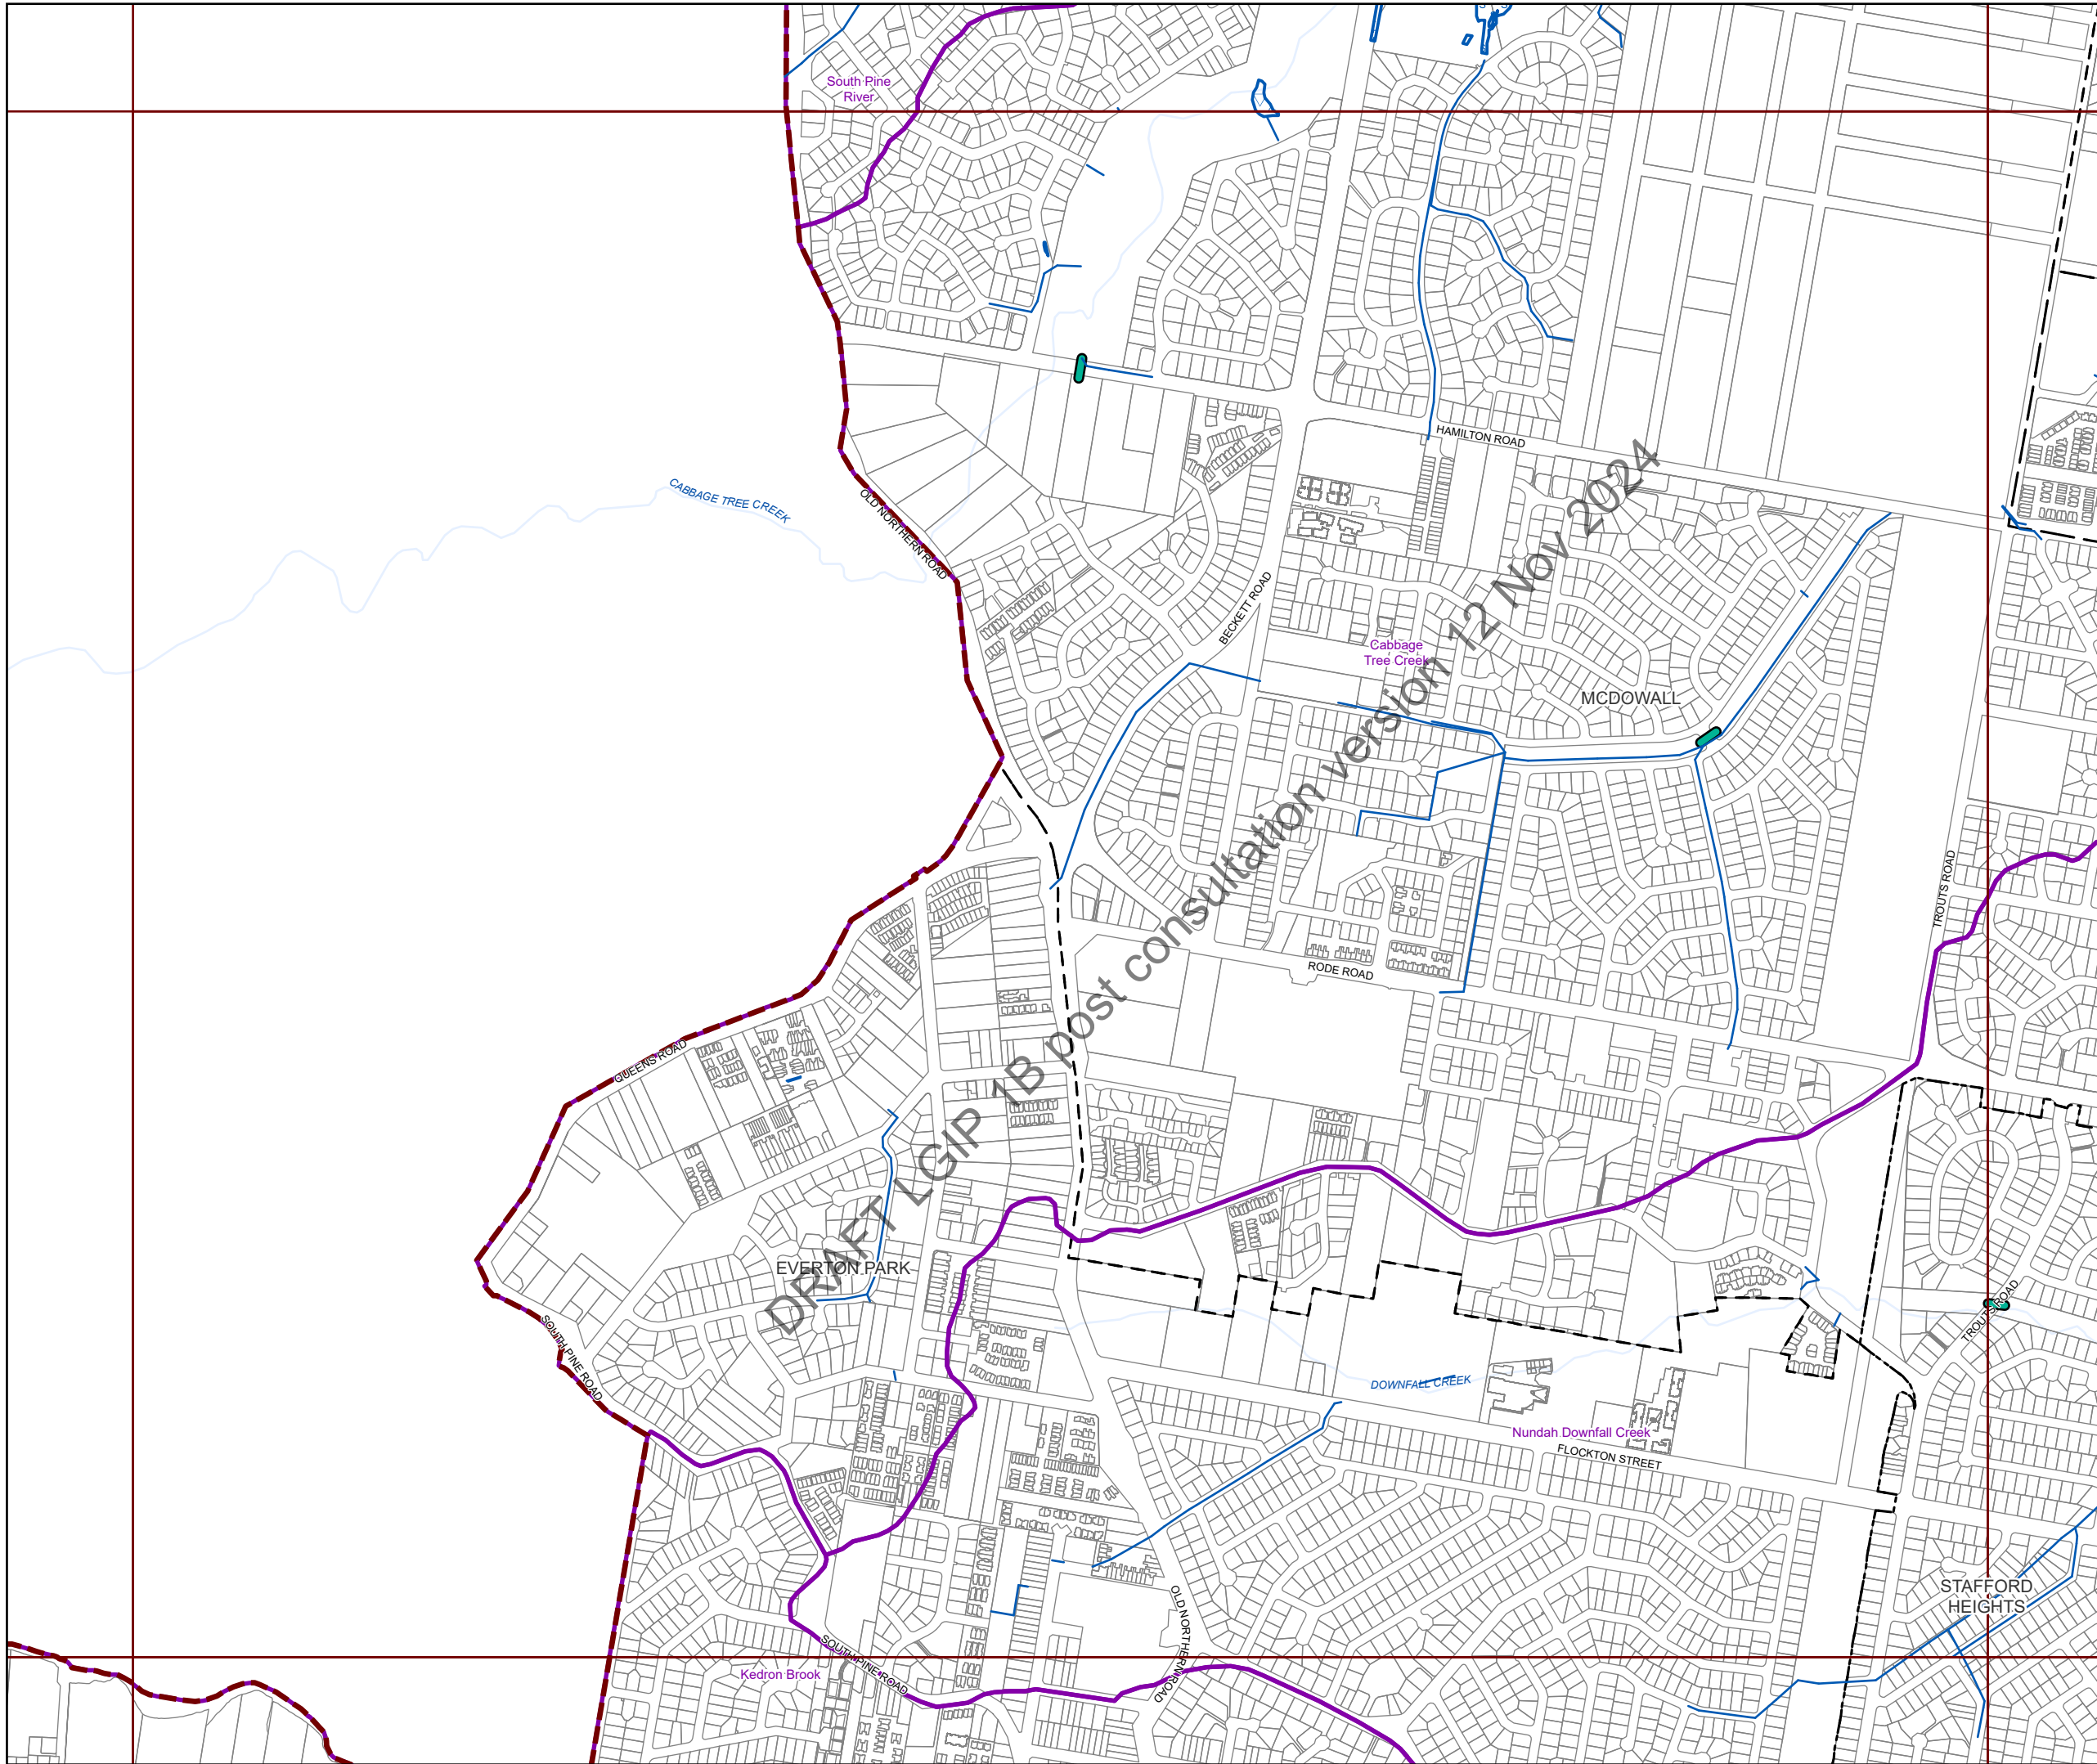 South Pine
River
HAMILTON ROAD
CABBAGE TREE CREEK
OLD NORTHERN ROAD
BECKETT ROAD
Cabbage
Tree Creek
MCDOWALL
DRAFT LGIP 1B post consultation version 12 Nov 2024
TROUTS ROAD
RODE ROAD
QUEENS ROAD
EVERTON PARK
TROUTS ROAD
SOUTH PINE ROAD
DOWNFALL CREEK
Nundah Downfall Creek
FLOCKTON STREET
STAFFORD
HEIGHTS
OLD NORTHERN ROAD
SOUTH PINE ROAD
Kedron Brook